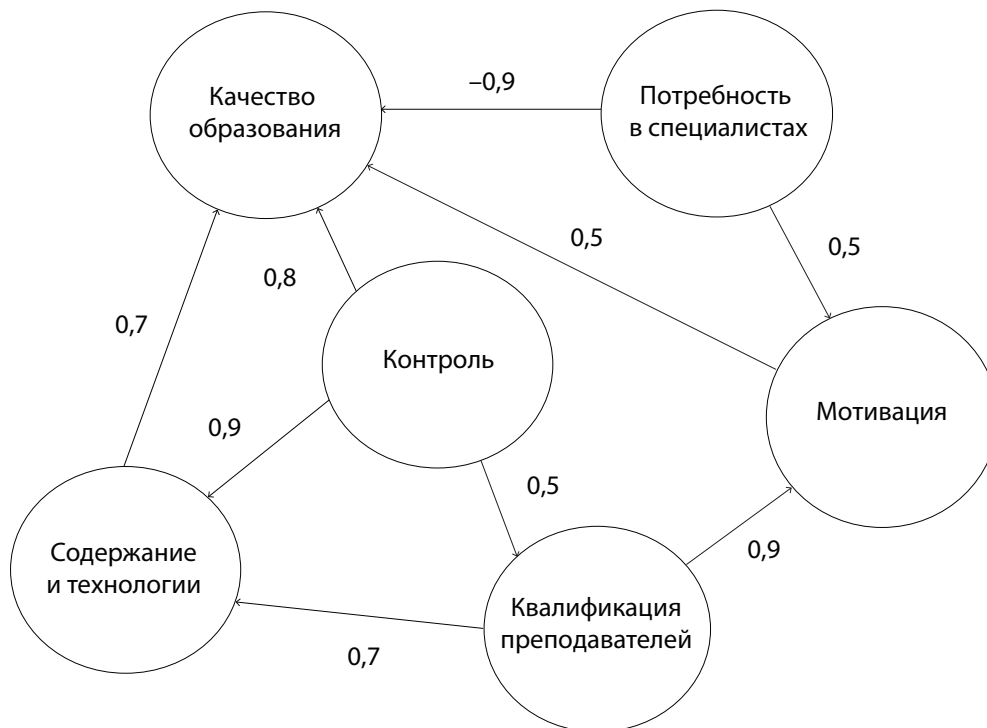 Качество
образования
–0,9
Потребность
в специалистах
0,5
0,5
0,8
0,7
Контроль
Мотивация
0,9
0,5
Содержание
и технологии
0,9
Квалификация
преподавателей
0,7